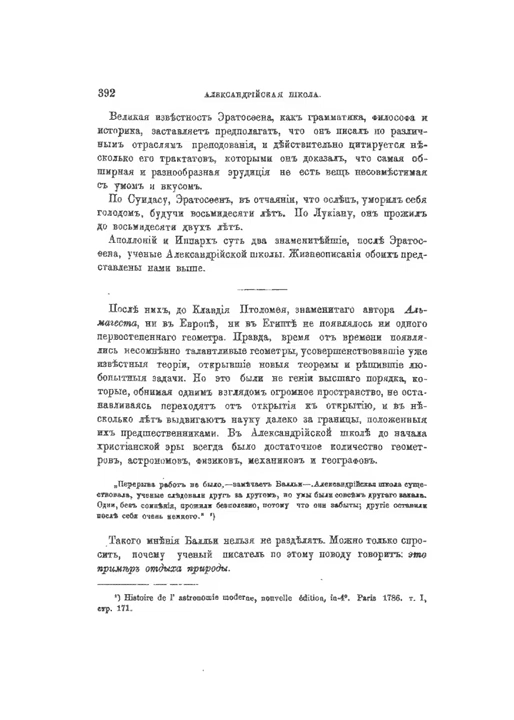 392
АЛЕКСАНДРІЙСКАЯ ШКОЛА.
Великая извѣстность Эратосѳена, какъ грамматика, философа и
историка, заставляетъ предполагать, что онъ писалъ по различ-
нымъ отраслямъ преподованія, и дѣйствительно цитируется нѣ-
сколько его трактатовъ, которыми онъ доказалъ, что самая об-
ширная и разнообразная эрудиція не есть вещь несовмѣстимая
съ умомъ и вкусомъ.
По Суидасу, Эратосѳенъ, въ отчаяніи, что ослѣпъ, уморилъ себя
голодомъ, будучи восьмидесяти лѣтъ. По Лукіану, онъ прожилъ
до восьмидесяти двухъ лѣтъ.
Аполлоній и Иппархъ суть два знаменитѣйшіе, послѣ Эратос-
ѳена, ученые Александрійской школы. Жизнеописанія обоихъ пред-
ставлены нами выше.
Послѣ нихъ, до Клавдія Птоломея, знаменитаго автора Аль-
магеста, ни въ Европѣ, ни въ Египтѣ не появлялось ни одного
первостепеннаго геометра. Правда, время отъ времени появля-
лись несомнѣнно талантливые геометры, усовершенствовавшіе уже
извѣстныя теоріи, открывшіе новыя теоремы и рѣшившіе лю-
бопытныя задачи. Но это были не геніи высшаго порядка, ко-
торые, обнимая однимъ взглядомъ огромное пространство, не оста-
навливаясь переходятъ отъ открытія къ открытію, и въ нѣ-
сколько лѣтъ выдвигаютъ науку далеко за границы, положенныя
ихъ предшественниками. Въ Александрійской школѣ до начала
христіанской эры всегда было достаточное количество геомет-
ровъ, астрономовъ, физиковъ, механиковъ и географовъ.
„Перерыва работъ не было,—замѣчаетъ Балльи—Александрійская школа суще-
ствовала, ученые слѣдовали другъ за другомъ, но умы были совсѣмъ другаго закала.
Одни, безъ сомнѣнія, прошли безполезно, потому что они забыты; другіе оставили
послѣ себя очень немного." ¹)
Такого мнѣнія Балльи нельзя не раздѣлять. Можно только спро-
сить, почему ученый писатель по этому поводу говоритъ: это
примѣръ отдыха природы.
¹) Histoire de l' astronomie moderne, nouvelle édition, in-4°. Paris 1786. т. I,
стр. 171.